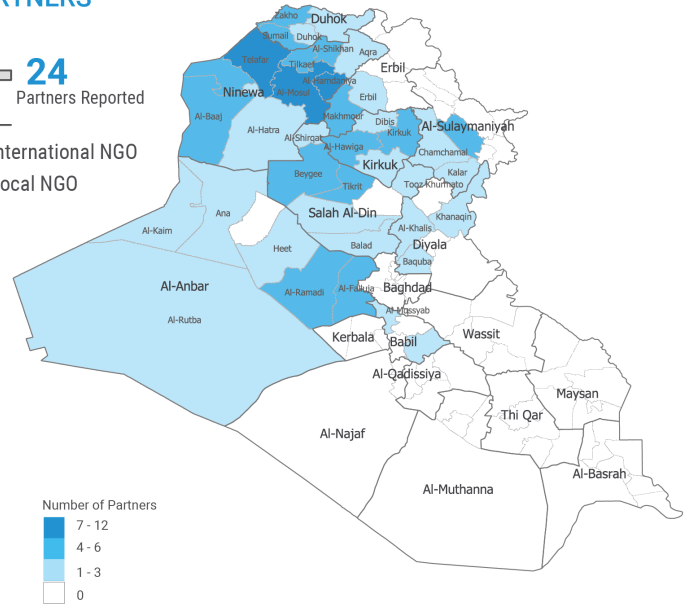 RTNERS
24
Partners Reported
nternational NGO
ocal NGO
Zakho
Duhok
Sumail
Duhok
Al-Shikhan
Aqra
Telafar
Tilkaef
Erbil
Al-Hamdaniya
Ninewa
Al-Mosul
Erbil
Al-Baaj
Makhmour
Al-Hatra
Dibis
Al-Sulaymaniyah
Kirkuk
Al-Shirqat
Al-Hawiga
Chamchamal
Kirkuk
Beygee
Kalar
Tikrit
Tooz Khurmato
Ana
Salah Al-Din
Khanaqin
Al-Kaim
Al-Khalis
Heet
Balad
Diyala
Baquba
Al-Anbar
Al-Ramadi
Al-Falluja
Baghdad
Al-Mussyab
Al-Rutba
Kerbala
Babil
Wassit
Al-Qadissiya
Maysan
Thi Qar
Al-Najaf
Al-Basrah
Al-Muthanna
Number of Partners
7 - 12
4 - 6
1 - 3
0